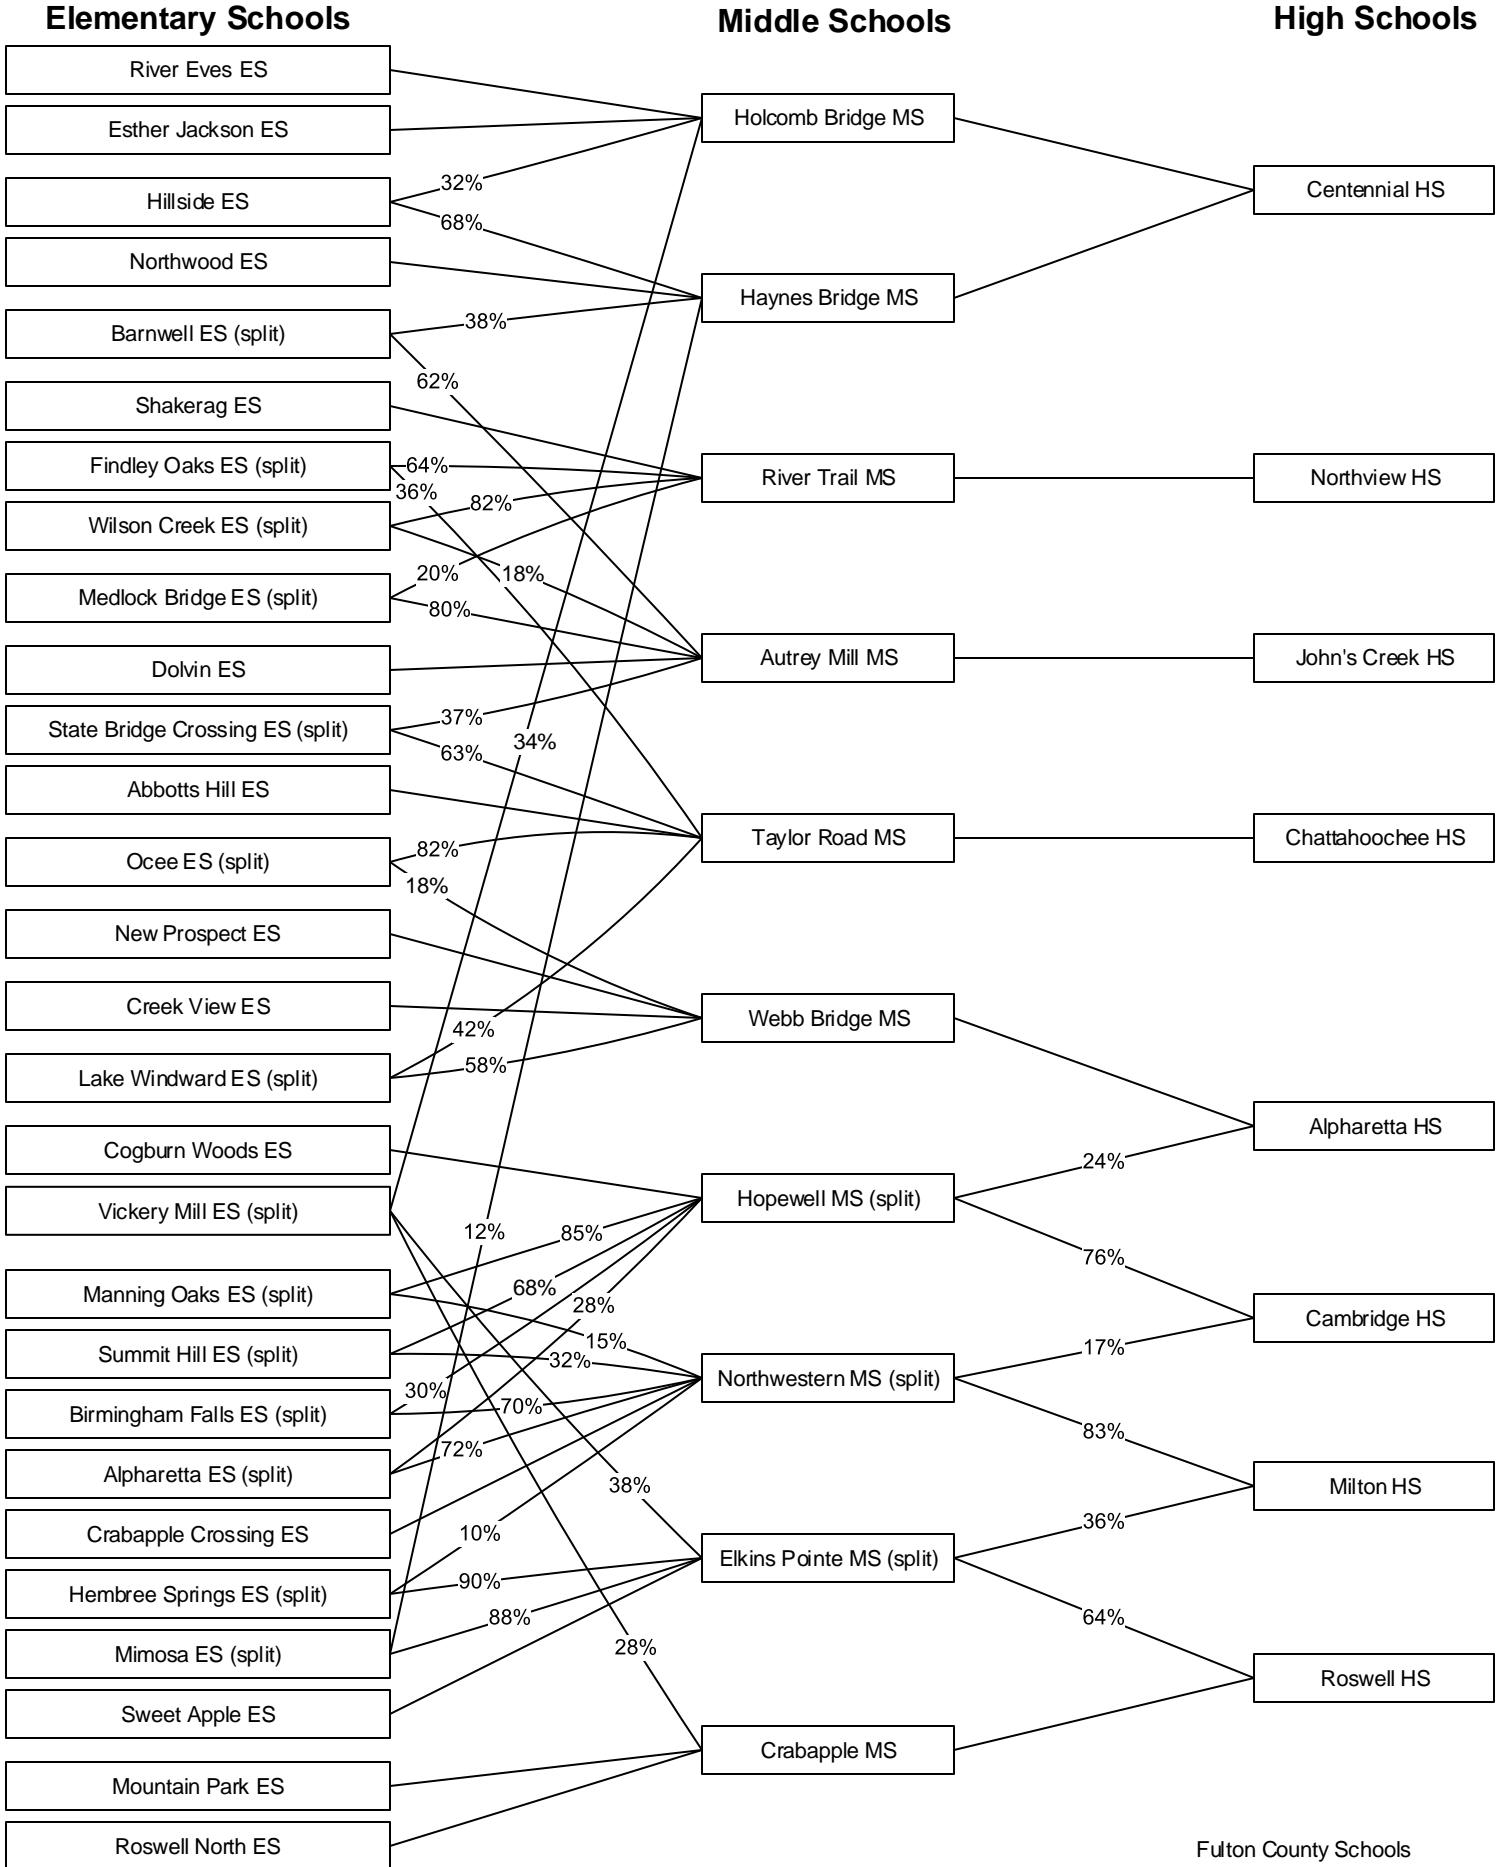 Elementary Schools
Middle Schools
High Schools
River Eves ES
Esther Jackson ES
Hillside ES
Northwood ES
Barnwell ES (split)
Shakerag ES
Findley Oaks ES (split)
Wilson Creek ES (split)
Medlock Bridge ES (split)
Dolvin ES
State Bridge Crossing ES (split)
Abbotts Hill ES
Ocee ES (split)
New Prospect ES
Creek View ES
Lake Windward ES (split)
Cogburn Woods ES
Vickery Mill ES (split)
Manning Oaks ES (split)
Summit Hill ES (split)
Birmingham Falls ES (split)
Alpharetta ES (split)
Crabapple Crossing ES
Hembree Springs ES (split)
Mimosa ES (split)
Sweet Apple ES
Mountain Park ES
Roswell North ES
32%
68%
38%
62%
64%
36%
82%
20%
18%
80%
37%
34%
63%
82%
18%
42%
58%
12%
85%
68%
28%
15%
32%
30%
70%
72%
38%
10%
90%
88%
28%
Holcomb Bridge MS
Haynes Bridge MS
River Trail MS
Autrey Mill MS
Taylor Road MS
Webb Bridge MS
Hopewell MS (split)
Northwestern MS (split)
Elkins Pointe MS (split)
Crabapple MS
24%
76%
17%
83%
36%
64%
Centennial HS
Northview HS
John's Creek HS
Chattahoochee HS
Alpharetta HS
Cambridge HS
Milton HS
Roswell HS
Fulton County Schools